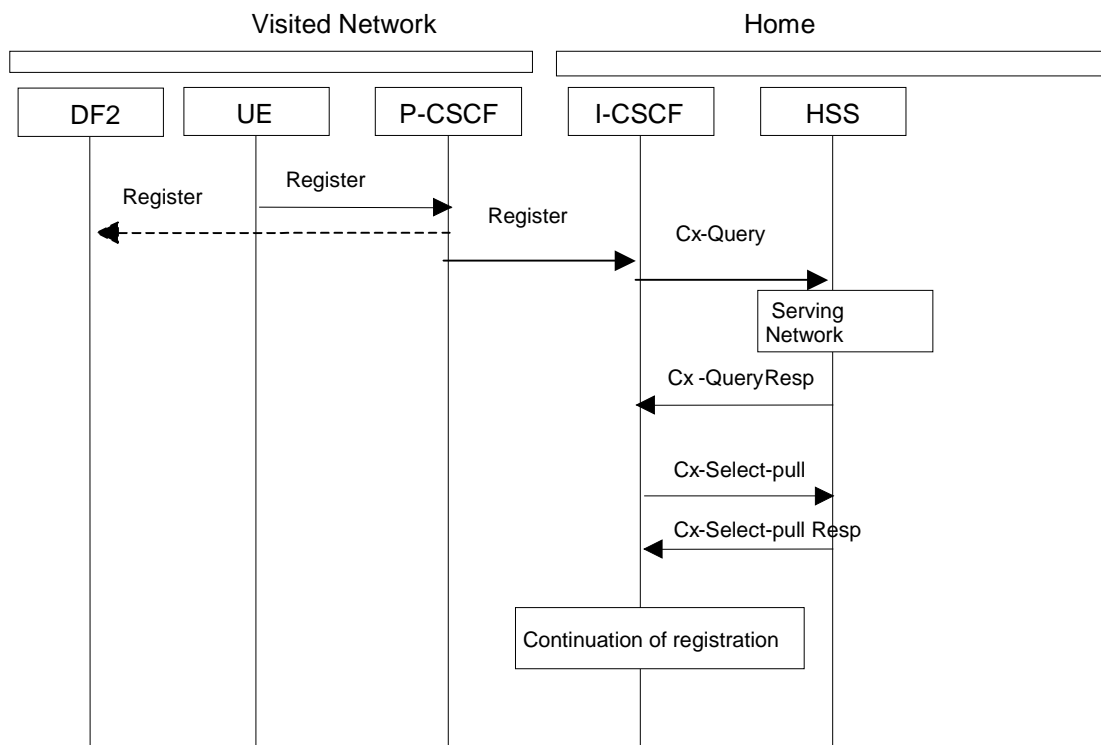 Visited Network
Home
DF2
UE
P-CSCF
I-CSCF
HSS
Register
Register
Register
Cx-Query
Serving
Network
Cx -QueryResp
Cx-Select-pull
Cx-Select-pull Resp
Continuation of registration